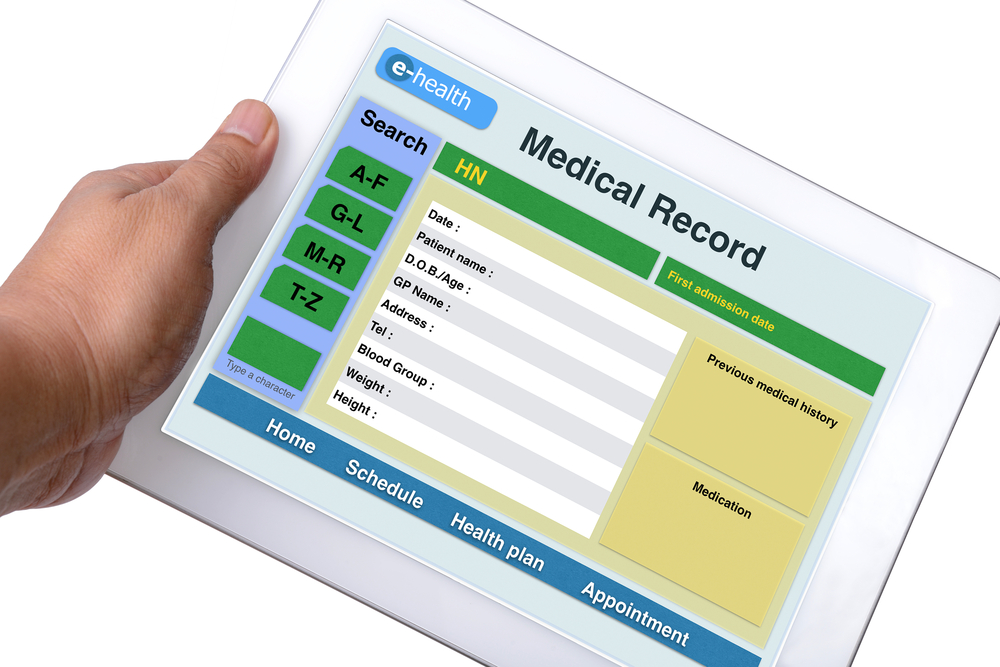 e-health
Medical Record
Search
A-F
G-L
M-R
T-Z
Type a character
HN
First admission date
Date :
Patient name :
D.O.B./Age :
GP Name :
Address :
Tel :
Blood Group :
Weight :
Height :
Previous medical history
Medication
Home
Schedule
Health plan
Appointment